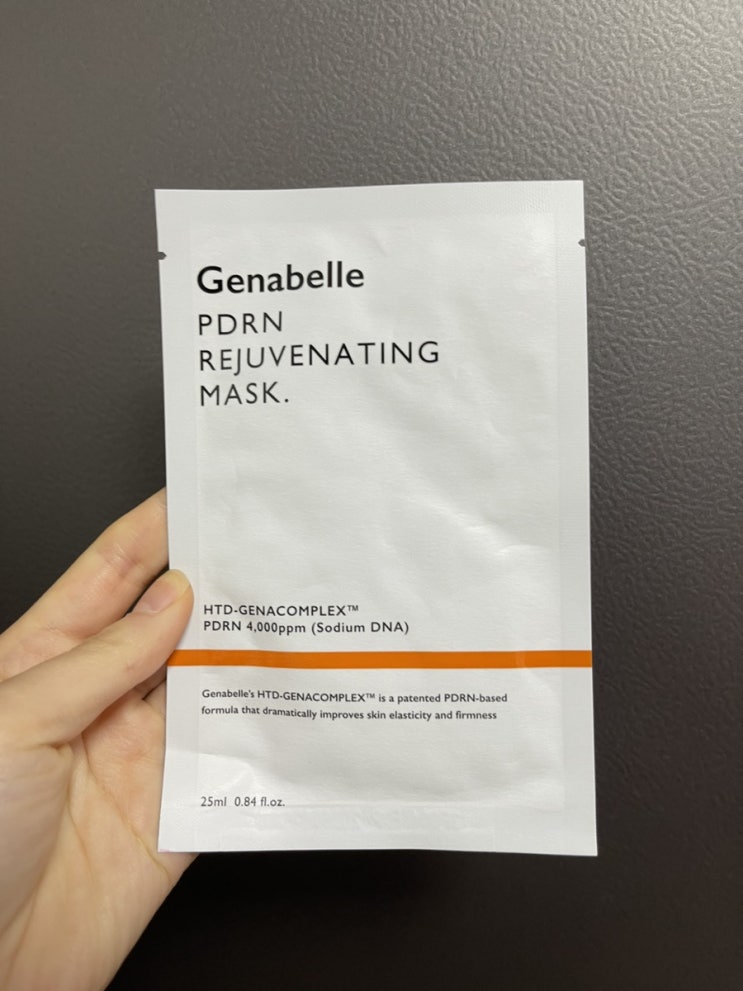 Genabelle
PDRN
REJUVENATING
MASK.
HTD-GENACOMPLEX™
PDRN 4,000ppm (Sodium DNA)
Genabelle's HTD-GENACOMPLEX™ is a patented PDRN-based
formula that dramatically improves skin elasticity and firmness
25ml 0.84 fl.oz.